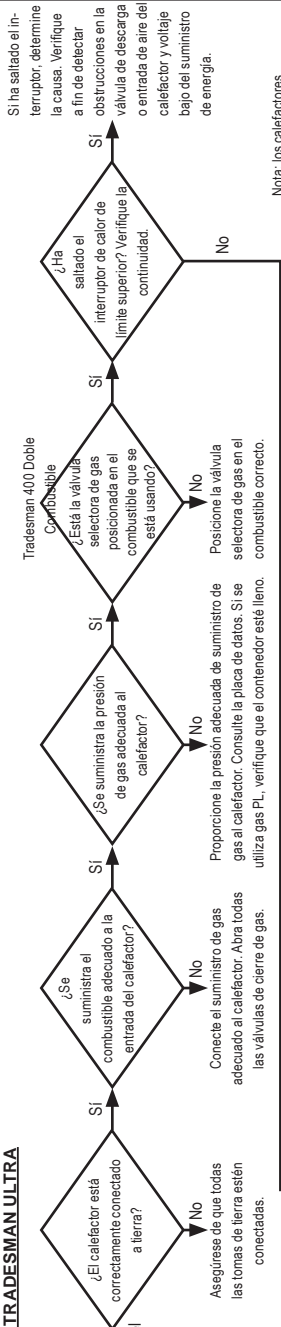 TRADESMAN ULTRA
¿El calefactor está
correctamente conectado
a tierra?
Sí
No
Asegúrese de que todas
las tomas de tierra estén
conectadas.
¿Se
suministra el
combustible adecuado a la
entrada del calefactor?
Sí
No
Conecte el suministro de gas
adecuado al calefactor. Abra todas
las válvulas de cierre de gas.
¿Se suministra la presión
de gas adecuada al
calefactor?
Sí
No
Proporcione la presión adecuada de suministro de
gas al calefactor. Consulte la placa de datos. Si se
utiliza gas PL, verifique que el contenedor esté lleno.
Tradesman 400 Doble
Combustible
¿Está la válvula
selectora de gas
posicionada en el
combustible que se
está usando?
Sí
No
Posicione la válvula
selectora de gas en el
combustible correcto.
¿Ha
saltado el
interruptor de calor de
límite superior? Verifique la
continuidad.
Sí
No
Si ha saltado el in-
terruptor, determine
la causa. Verifique
a fin de detectar
obstrucciones en la
válvula de descarga
o entrada de aire del
calefactor y voltaje
bajo del suministro
de energía.
Nota: los calefactores